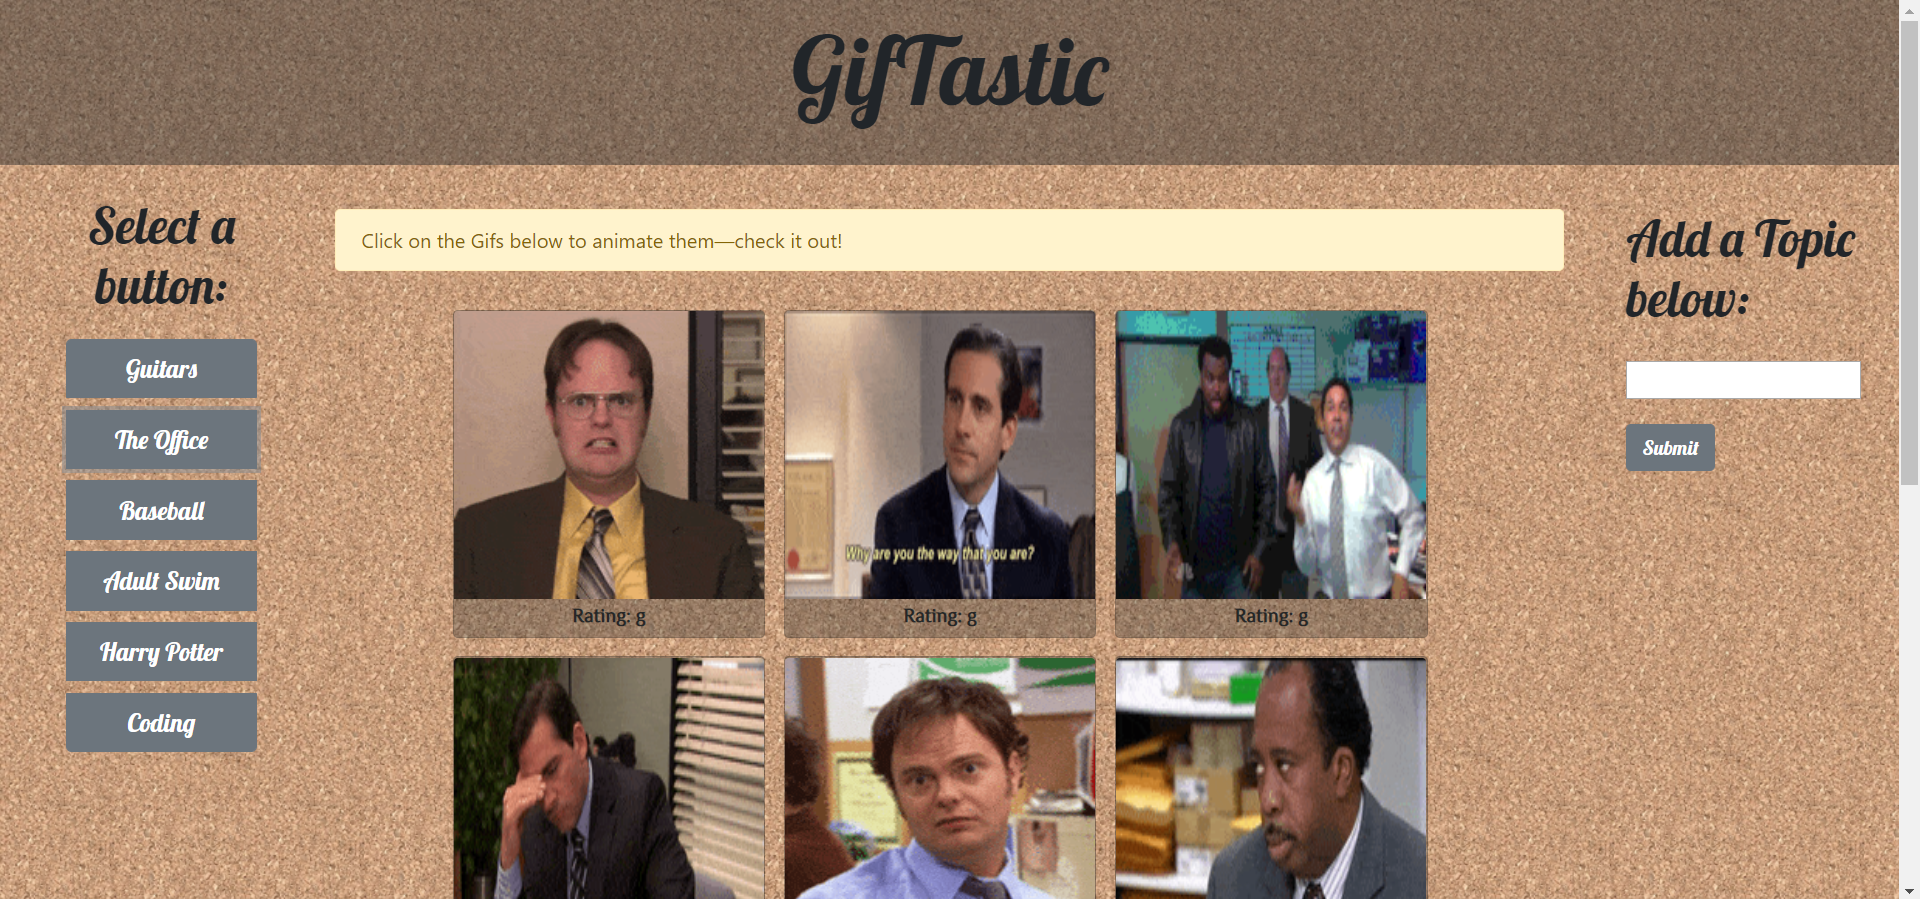 GifTastic
Select a
button:
Guitars
The Office
Baseball
Adult Swim
Harry Potter
Coding
Click on the Gifs below to animate them—check it out!
Why are you the way that you are?
Rating: g
Rating: g
Rating: g
Add a Topic
below:
Submit